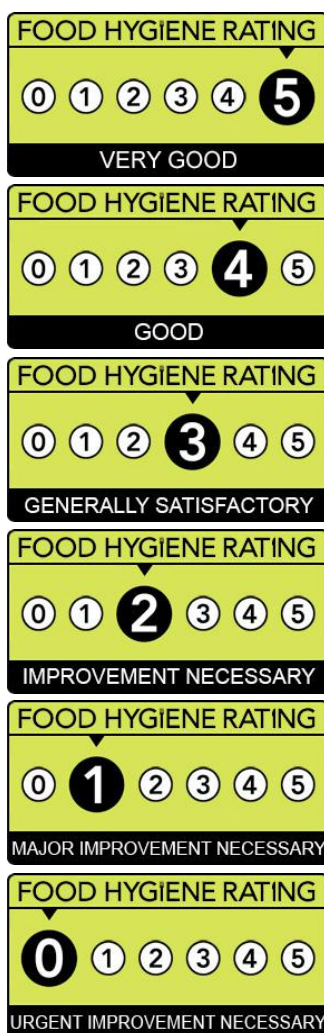 FOOD HYGIENE RATING
0 1 2 3 4 5
VERY GOOD
FOOD HYGIENE RATING
0 1 2 3 4 5
GOOD
FOOD HYGIENE RATING
0 1 2 3 4 5
GENERALLY SATISFACTORY
FOOD HYGIENE RATING
0 1 2 3 4 5
IMPROVEMENT NECESSARY
FOOD HYGIENE RATING
0 1 2 3 4 5
MAJOR IMPROVEMENT NECESSARY
FOOD HYGIENE RATING
0 1 2 3 4 5
URGENT IMPROVEMENT NECESSARY